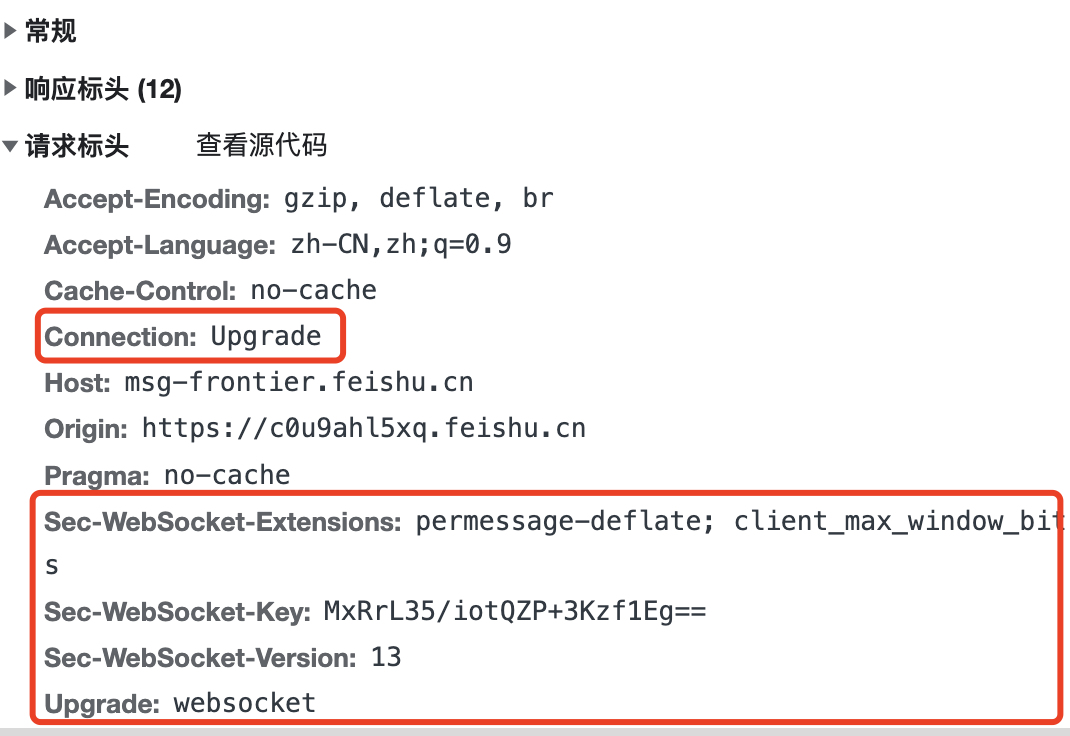 常规
响应标头 (12)
请求标头 查看源代码
Accept-Encoding: gzip, deflate, br
Accept-Language: zh-CN,zh;q=0.9
Cache-Control: no-cache
Connection: Upgrade
Host: msg-frontier.feishu.cn
Origin: https://c0u9ahl5xq.feishu.cn
Pragma: no-cache
Sec-WebSocket-Extensions: permessage-deflate; client_max_window_bit
s
Sec-WebSocket-Key: MxRrL35/iotQZP+3Kzf1Eg==
Sec-WebSocket-Version: 13
Upgrade: websocket